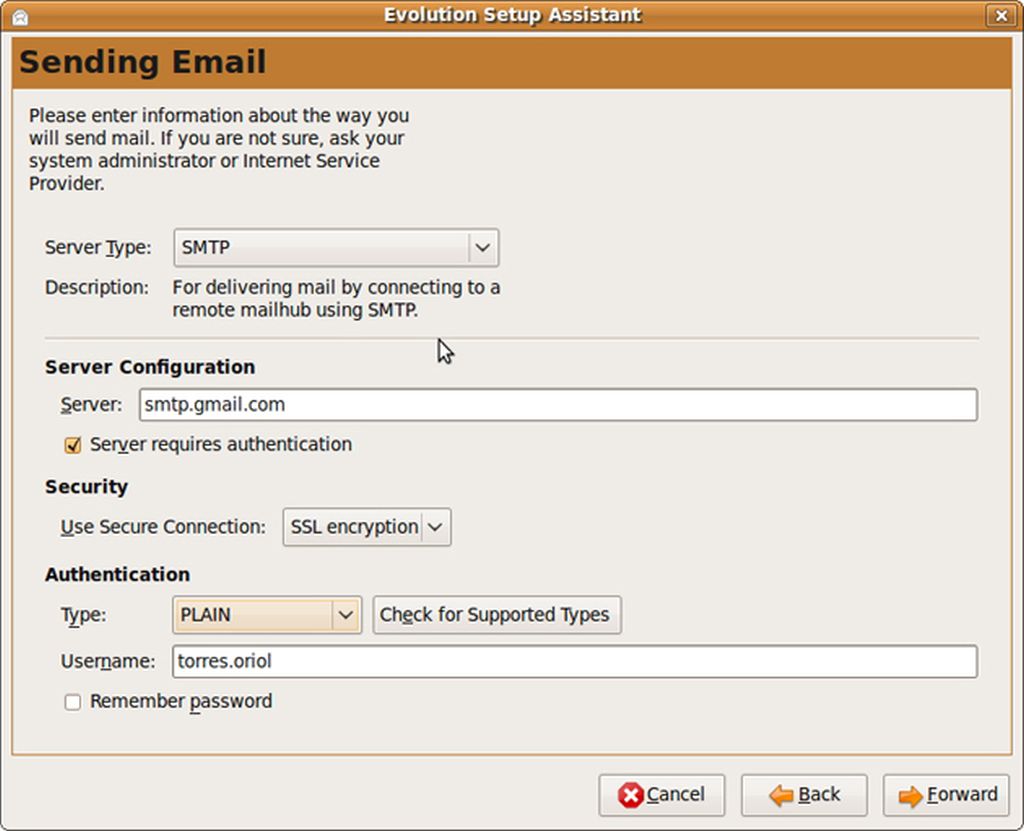 Evolution Setup Assistant
Sending Email
Please enter information about the way you
will send mail. If you are not sure, ask your
system administrator or Internet Service
Provider.
Server Type: SMTP
Description: For delivering mail by connecting to a
remote mailhub using SMTP.
Server Configuration
Server: smtp.gmail.com
Server requires authentication
Security
Use Secure Connection: SSL encryption
Authentication
Type: PLAIN Check for Supported Types
Username: torres.oriol
Remember password
Cancel Back Forward